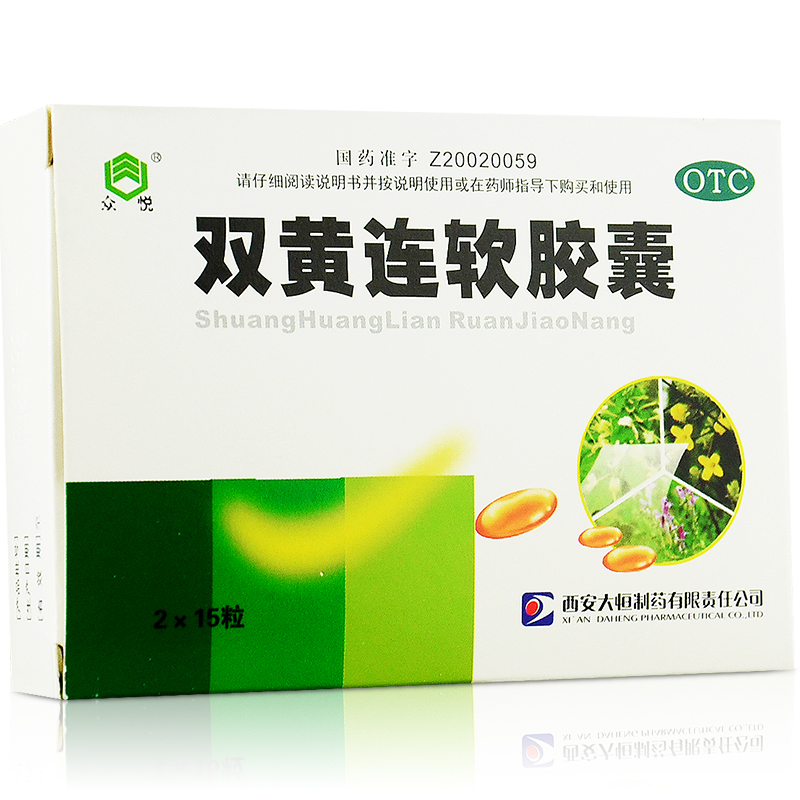 众悦®
国药准字 Z20020059
请仔细阅读说明书并按说明使用或在药师指导下购买和使用
OTC
双黄连软胶囊
ShuangHuangLian RuanJiaoNang
2×15粒
西安大恒制药有限责任公司
XI'AN DAHENG PHARMACEUTICAL CO.,LTD